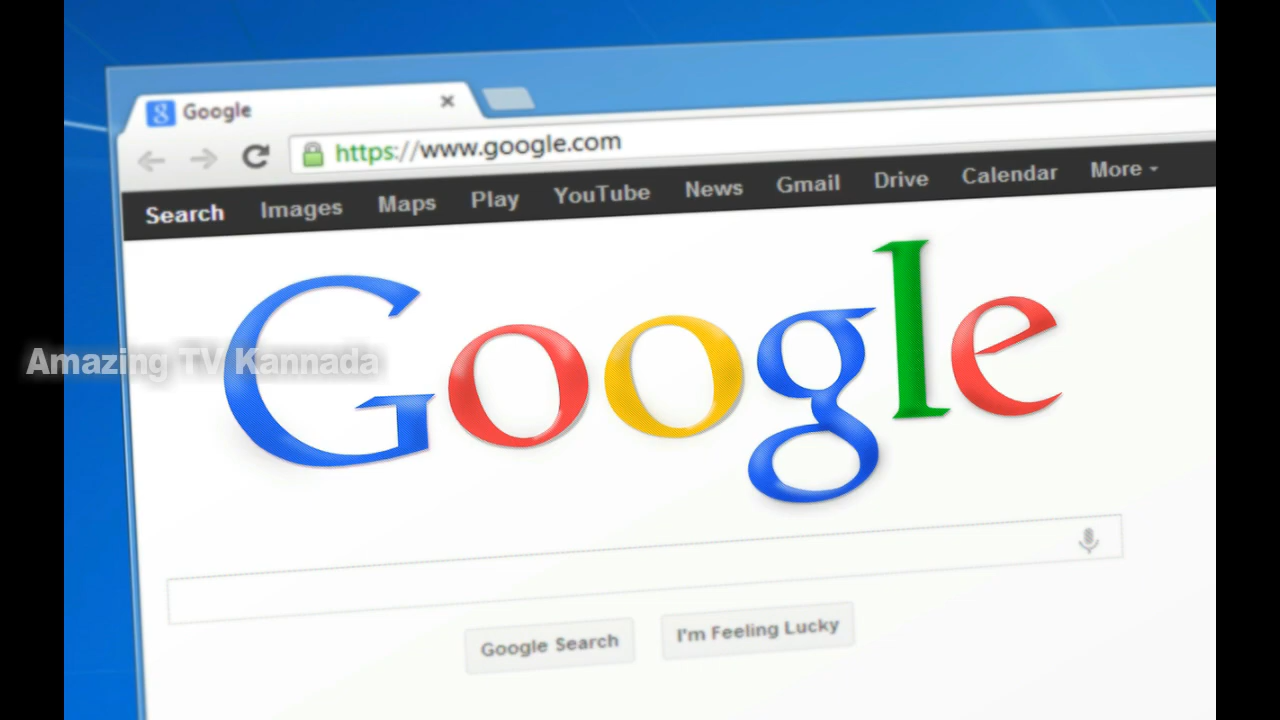 Google
https://www.google.com
Search Images Maps Play YouTube News Gmail Drive Calendar More
Google
Amazing TV Kannada
Google Search I'm Feeling Lucky